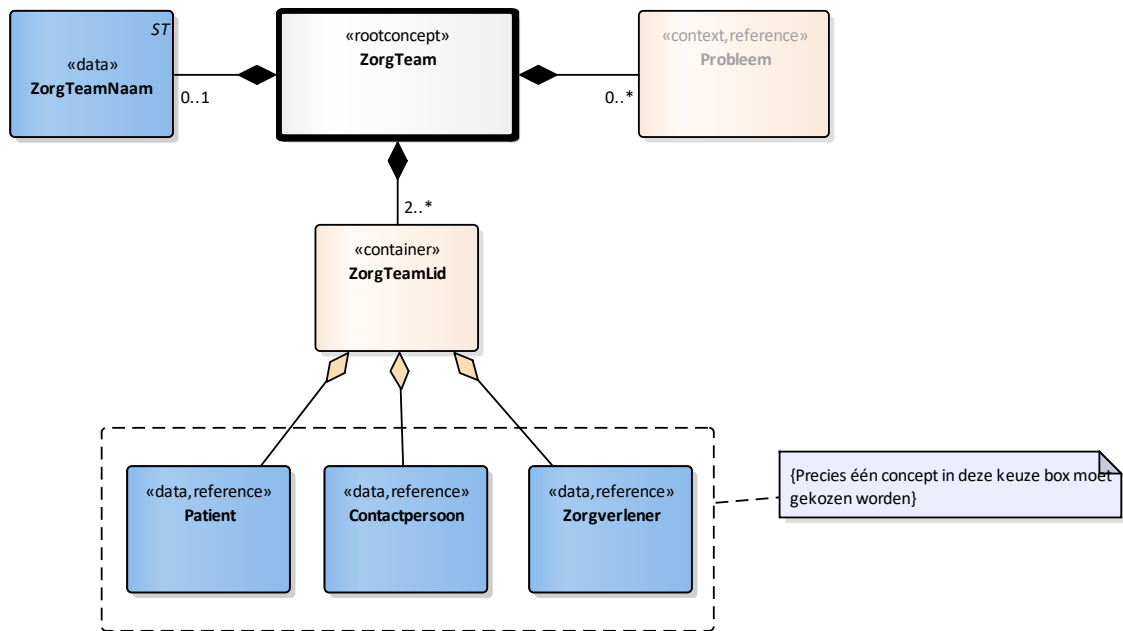 ST
«data»
ZorgTeamNaam
0..1
«rootconcept»
ZorgTeam
«context,reference»
Probleem
0..*
2..*
«container»
ZorgTeamLid
«data,reference»
Patient
«data,reference»
Contactpersoon
«data,reference»
Zorgverlener
{Precies één concept in deze keuze box moet
gekozen worden}